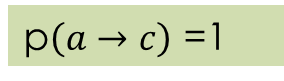 p(a → c) =1